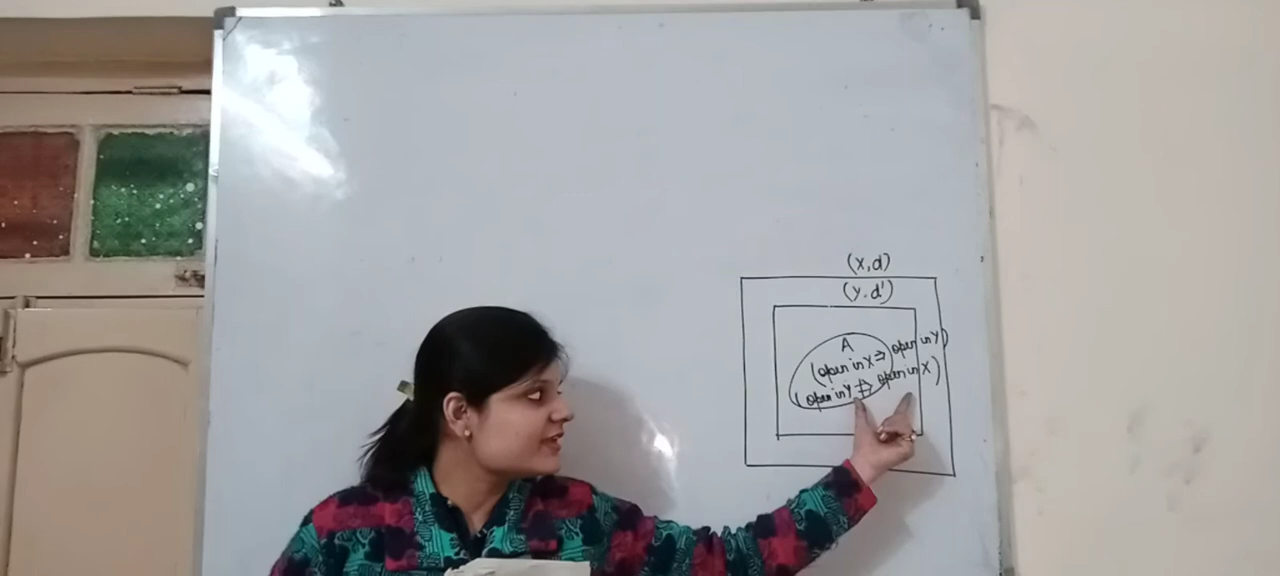 (X, d)
(Y, d')
A
(open in X ⇒ open in Y)
(open in Y ⇏ open in X)